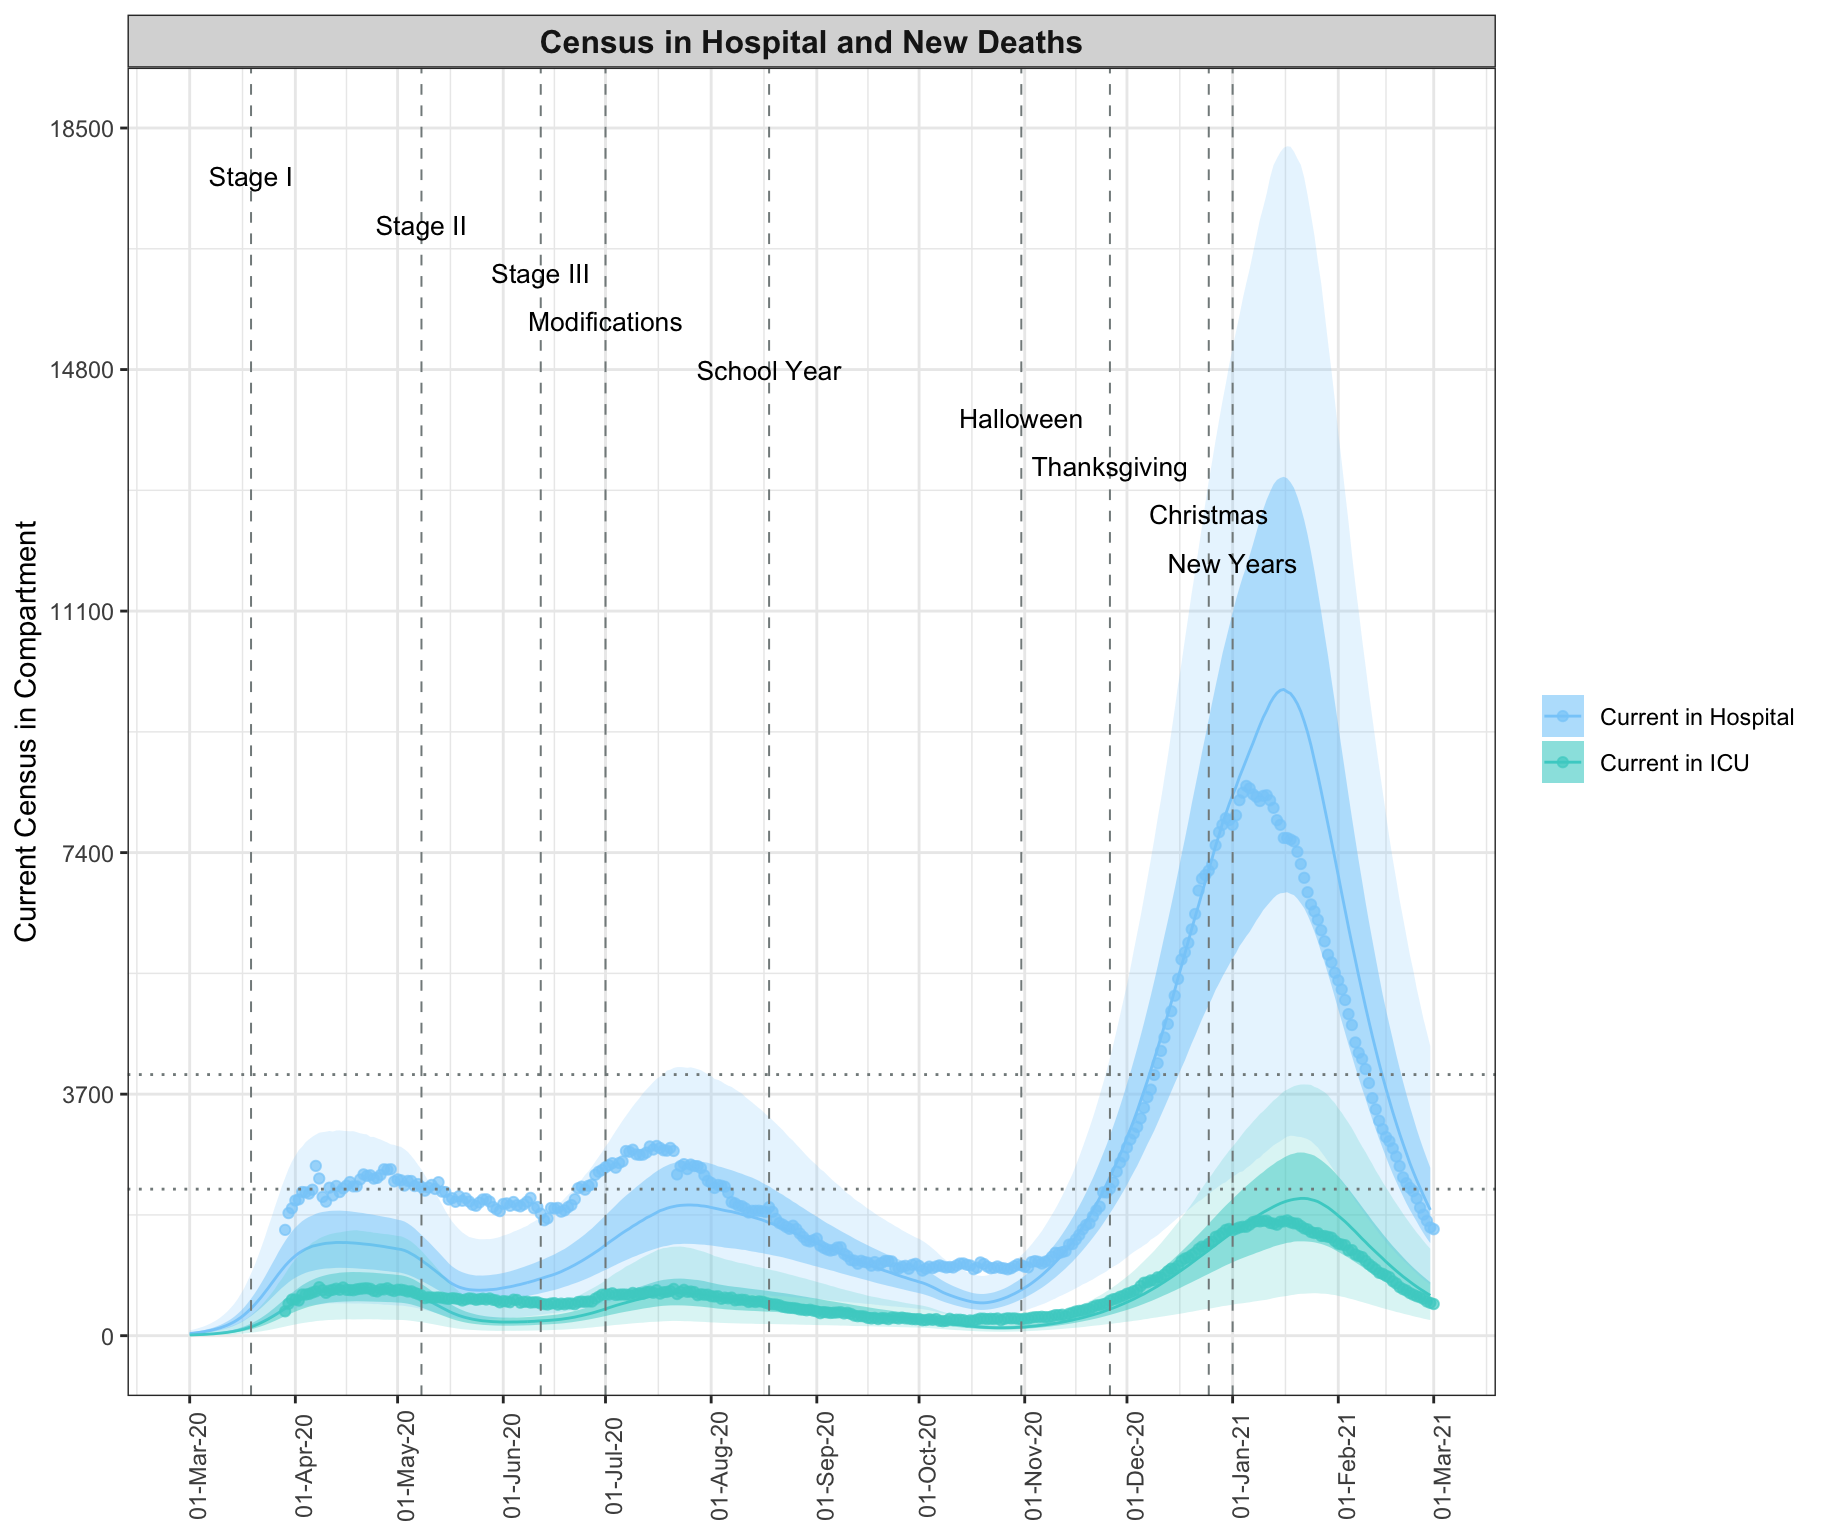 Census in Hospital and New Deaths
Current Census in Compartment
18500
14800
11100
7400
3700
0
Stage I
Stage II
Stage III
Modifications
School Year
Halloween
Thanksgiving
Christmas
New Years
01-Mar-20
01-Apr-20
01-May-20
01-Jun-20
01-Jul-20
01-Aug-20
01-Sep-20
01-Oct-20
01-Nov-20
01-Dec-20
01-Jan-21
01-Feb-21
01-Mar-21
Current in Hospital
Current in ICU